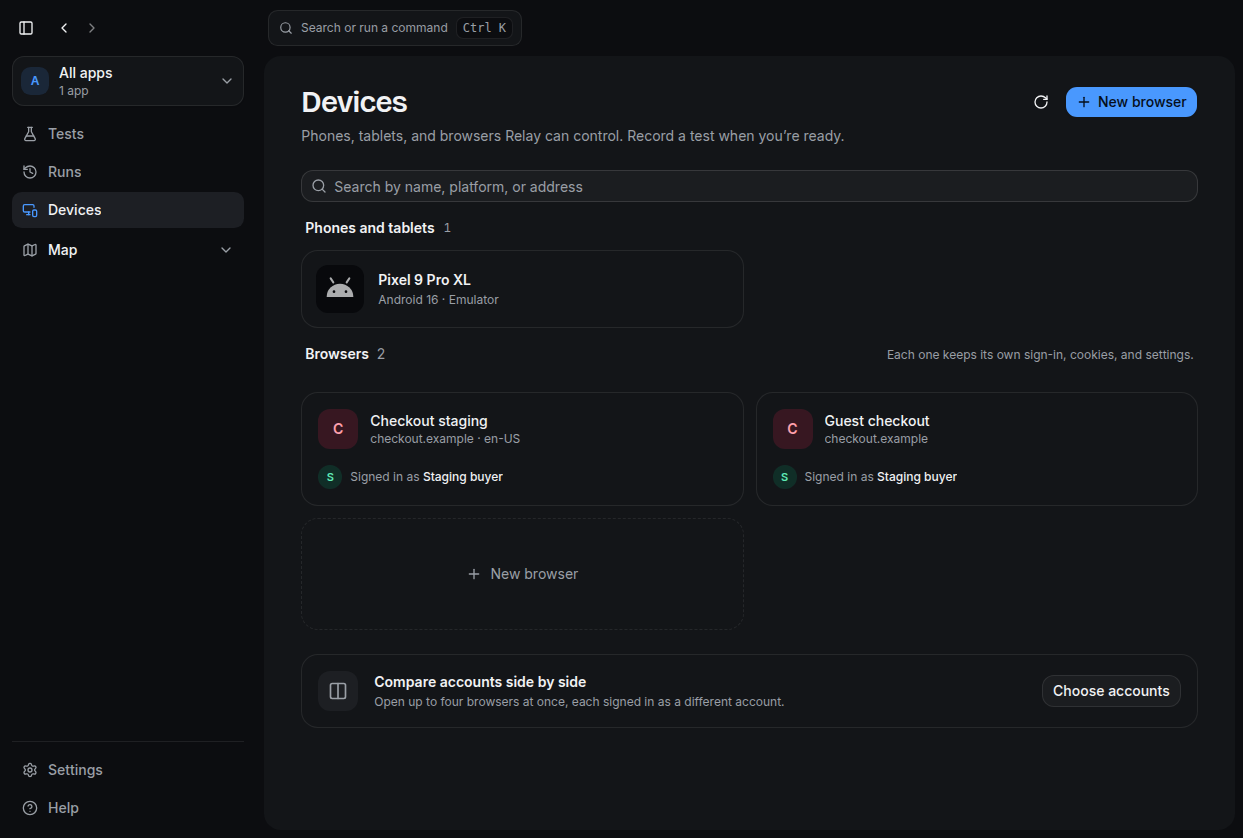 Search or run a command Ctrl K
A
All apps
1 app
Tests
Runs
Devices
Map
Settings
Help
Devices
New browser
Phones, tablets, and browsers Relay can control. Record a test when you’re ready.
Search by name, platform, or address
Phones and tablets 1
Pixel 9 Pro XL
Android 16 · Emulator
Browsers 2
Each one keeps its own sign-in, cookies, and settings.
C
Checkout staging
checkout.example · en-US
S
Signed in as Staging buyer
C
Guest checkout
checkout.example
S
Signed in as Staging buyer
New browser
Compare accounts side by side
Open up to four browsers at once, each signed in as a different account.
Choose accounts